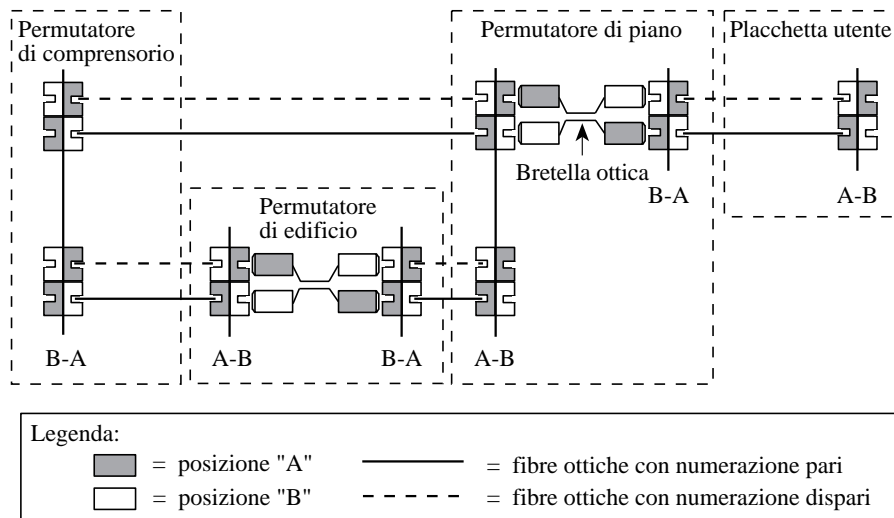 Permutatore
di comprensorio
Permutatore di piano
Placchetta utente
Bretella ottica
B-A
A-B
Permutatore
di edificio
B-A
A-B
B-A
A-B
Legenda:
= posizione "A"
= fibre ottiche con numerazione pari
= posizione "B"
= fibre ottiche con numerazione dispari